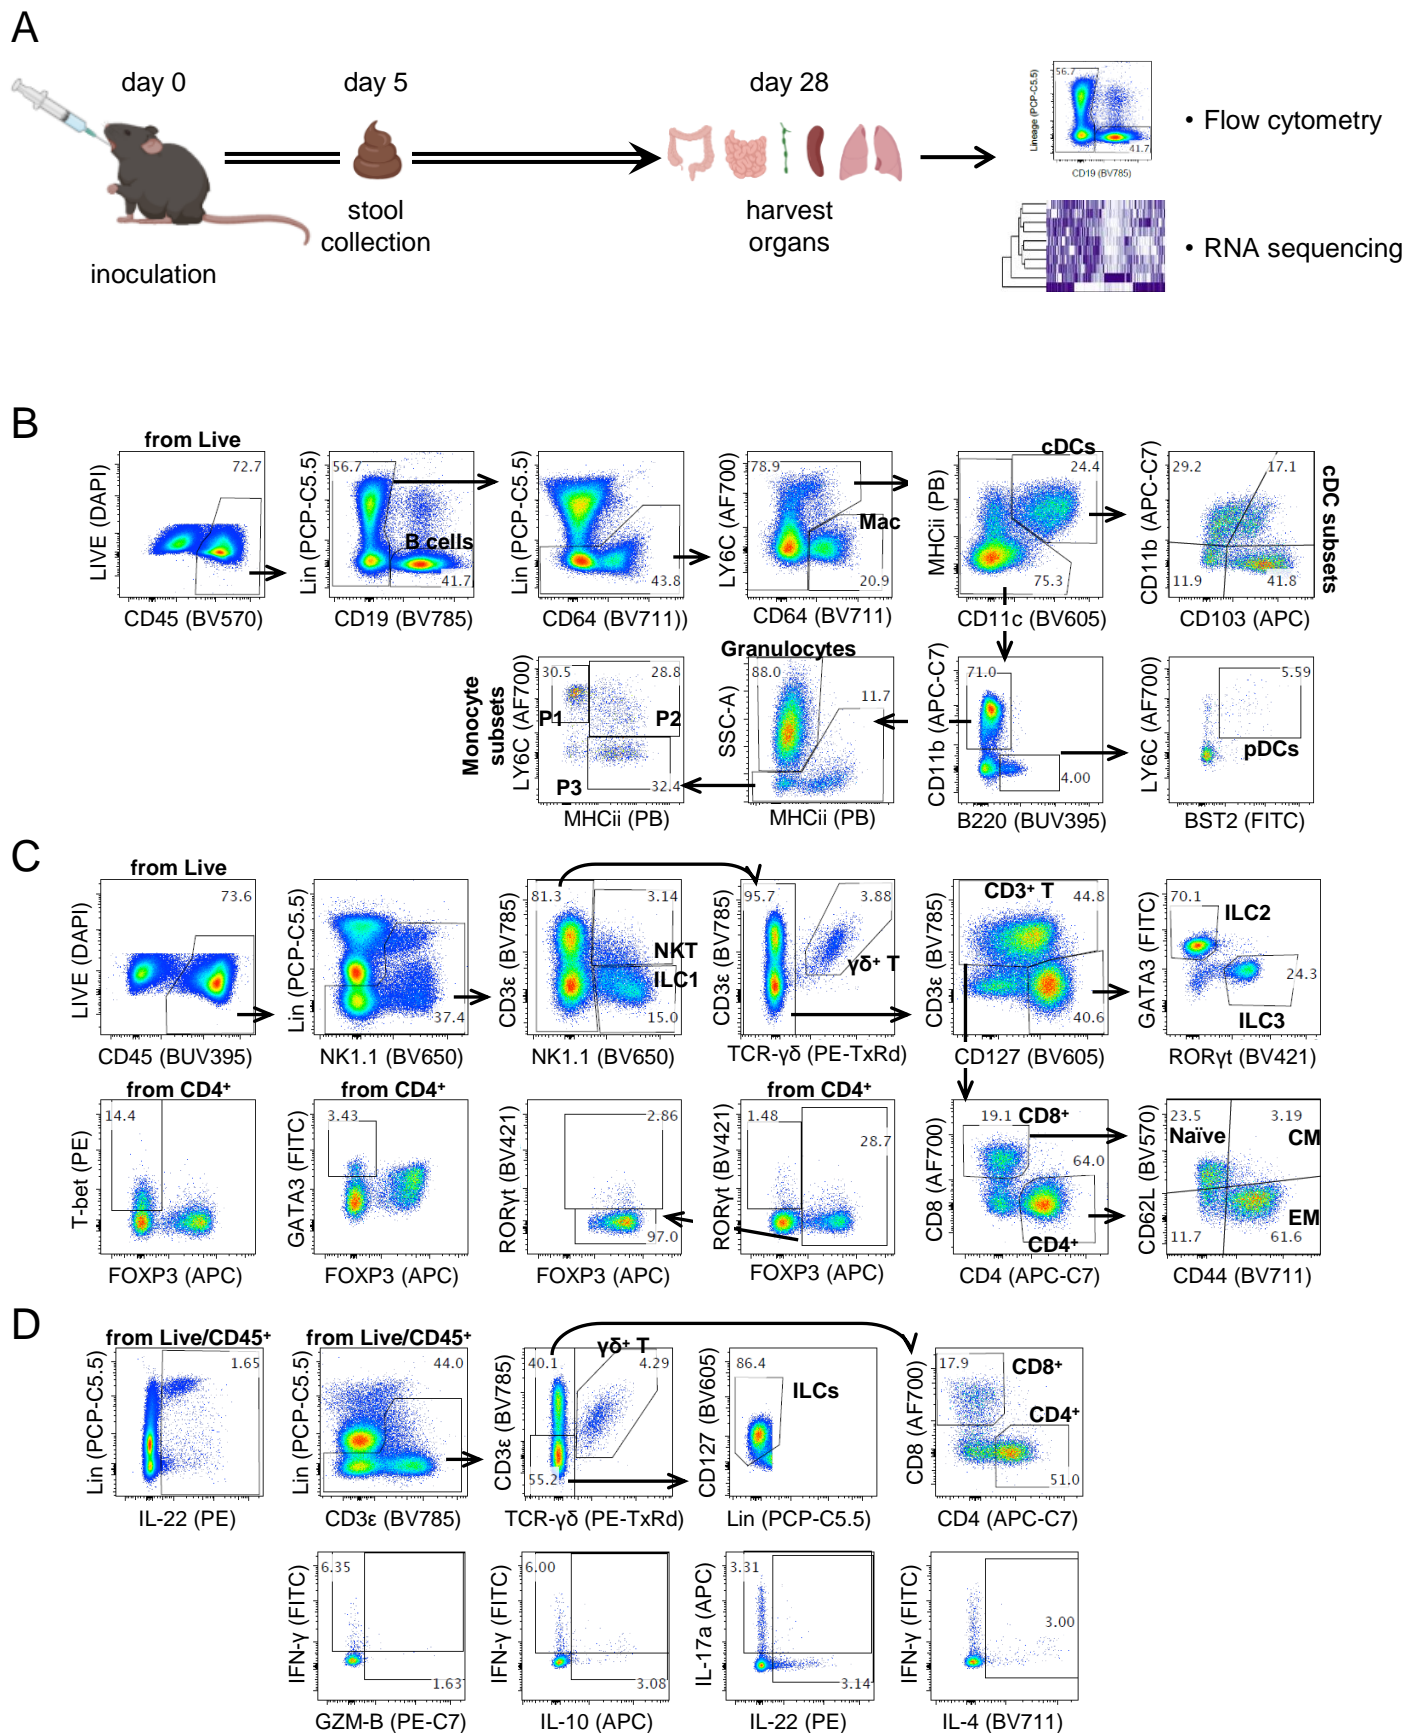 A
day 0
day 5
day 28
inoculation
stool
collection
harvest
organs
Lineage (PCP-C5.5)
56.7
41.7
CD19 (BV785)
• Flow cytometry
• RNA sequencing
B
from Live
LIVE (DAPI)
72.7
CD45 (BV570)
Lin (PCP-C5.5)
56.7
B cells
41.7
CD19 (BV785)
Lin (PCP-C5.5)
43.8
CD64 (BV711))
LY6C (AF700)
78.9
Mac
20.9
CD64 (BV711)
cDCs
MHCii (PB)
24.4
75.3
CD11c (BV605)
CD11b (APC-C7)
29.2
17.1
11.9
41.8
CD103 (APC)
cDC subsets
Monocyte
subsets
LY6C (AF700)
30.5
28.8
P1
P2
P3
32.4
MHCii (PB)
Granulocytes
SSC-A)
88.0
11.7
MHCii (PB)
CD11b (APC-C7)
71.0
4.00
B220 (BUV395)
LY6C (AF700)
5.59
pDCs
BST2 (FITC)
C
from Live
LIVE (DAPI)
73.6
CD45 (BUV395)
Lin (PCP-C5.5)
37.4
NK1.1 (BV650)
CD3ε (BV785)
81.3
3.14
NKT
ILC1
15.0
NK1.1 (BV650)
CD3ε (BV785)
95.7
3.88
γδ⁺ T
TCR-γδ (PE-TxRd)
CD3ε (BV785)
CD3⁺ T
44.8
40.6
CD127 (BV605)
GATA3 (FITC)
70.1
ILC2
24.3
ILC3
RORγt (BV421)
from CD4⁺
T-bet (PE)
14.4
FOXP3 (APC)
from CD4⁺
GATA3 (FITC)
3.43
FOXP3 (APC)
RORγt (BV421)
2.86
97.0
FOXP3 (APC)
from CD4⁺
RORγt (BV421)
1.48
28.7
FOXP3 (APC)
CD8 (AF700)
19.1
CD8⁺
64.0
CD4⁺
CD4 (APC-C7)
CD62L (BV570)
23.5
3.19
Naïve
CM
EM
11.7
61.6
CD44 (BV711)
D
from Live/CD45⁺
Lin (PCP-C5.5)
1.65
IL-22 (PE)
from Live/CD45⁺
Lin (PCP-C5.5)
44.0
CD3ε (BV785)
CD3ε (BV785)
γδ⁺ T
40.1
4.29
55.2
TCR-γδ (PE-TxRd)
CD127 (BV605)
86.4
ILCs
Lin (PCP-C5.5)
CD8 (AF700)
17.9
CD8⁺
CD4⁺
51.0
CD4 (APC-C7)
IFN-γ (FITC)
6.35
1.63
GZM-B (PE-C7)
IFN-γ (FITC)
6.00
3.08
IL-10 (APC)
IL-17a (APC)
3.31
3.14
IL-22 (PE)
IFN-γ (FITC)
3.00
IL-4 (BV711)